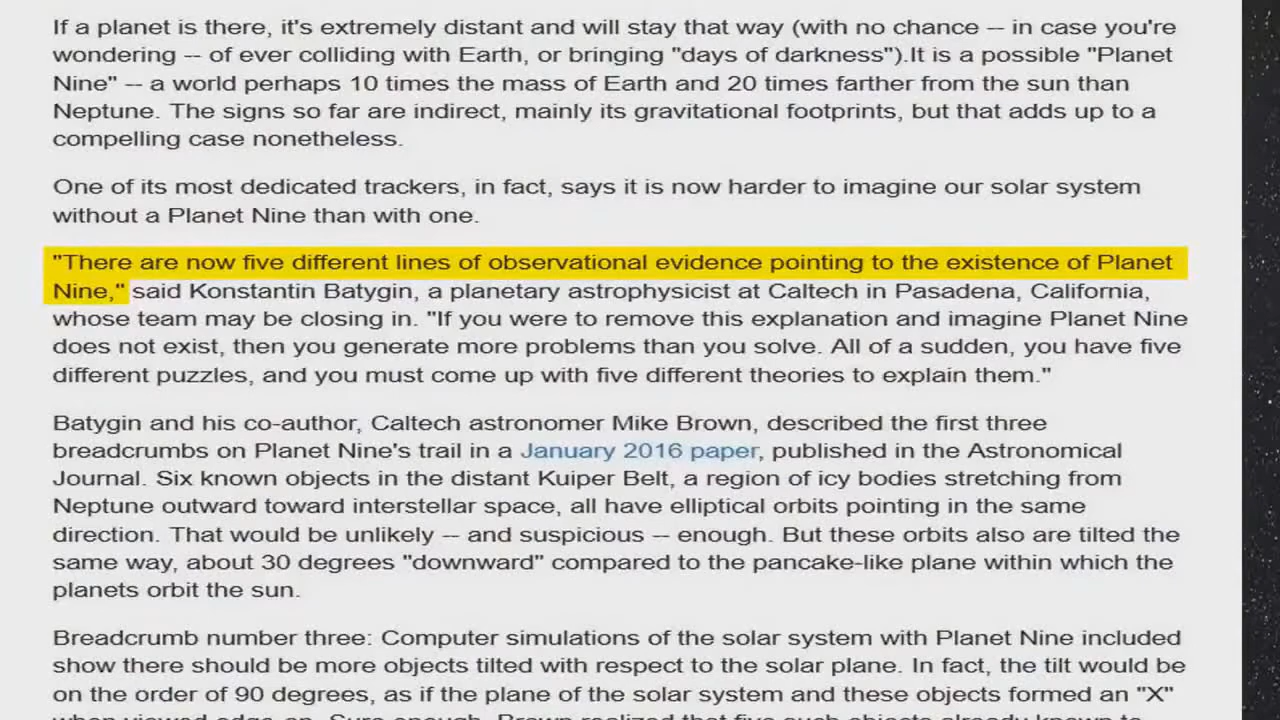 If a planet is there, it's extremely distant and will stay that way (with no chance -- in case you're
wondering -- of ever colliding with Earth, or bringing "days of darkness").It is a possible "Planet
Nine" -- a world perhaps 10 times the mass of Earth and 20 times farther from the sun than
Neptune. The signs so far are indirect, mainly its gravitational footprints, but that adds up to a
compelling case nonetheless.
One of its most dedicated trackers, in fact, says it is now harder to imagine our solar system
without a Planet Nine than with one.
"There are now five different lines of observational evidence pointing to the existence of Planet
Nine," said Konstantin Batygin, a planetary astrophysicist at Caltech in Pasadena, California,
whose team may be closing in. "If you were to remove this explanation and imagine Planet Nine
does not exist, then you generate more problems than you solve. All of a sudden, you have five
different puzzles, and you must come up with five different theories to explain them."
Batygin and his co-author, Caltech astronomer Mike Brown, described the first three
breadcrumbs on Planet Nine's trail in a January 2016 paper, published in the Astronomical
Journal. Six known objects in the distant Kuiper Belt, a region of icy bodies stretching from
Neptune outward toward interstellar space, all have elliptical orbits pointing in the same
direction. That would be unlikely -- and suspicious -- enough. But these orbits also are tilted the
same way, about 30 degrees "downward" compared to the pancake-like plane within which the
planets orbit the sun.
Breadcrumb number three: Computer simulations of the solar system with Planet Nine included
show there should be more objects tilted with respect to the solar plane. In fact, the tilt would be
on the order of 90 degrees, as if the plane of the solar system and these objects formed an "X"
when viewed edge-on. Sure enough, Brown realized that five such objects already known to